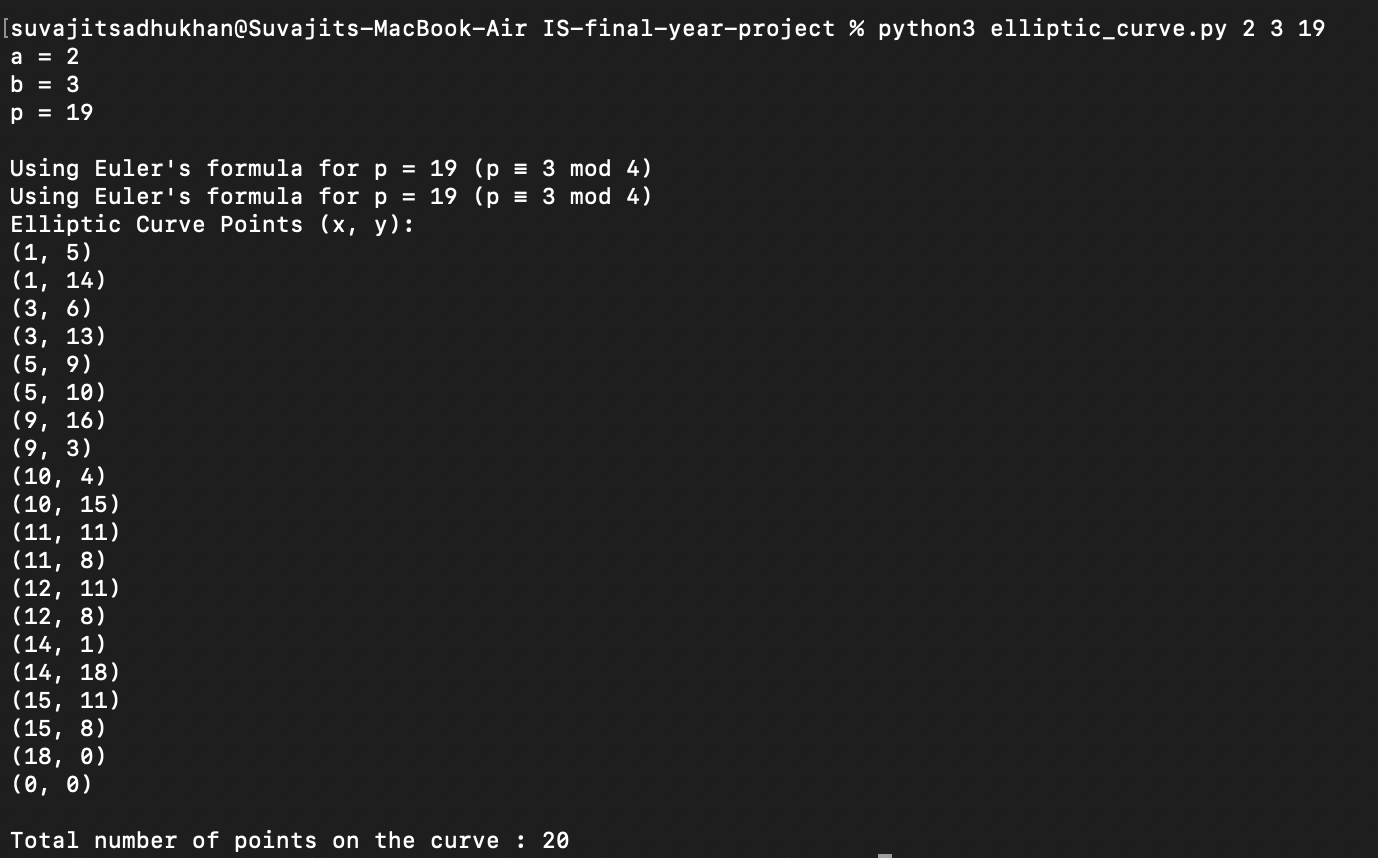 [suvajitsadhukhan@Suvajits-MacBook-Air IS-final-year-project % python3 elliptic_curve.py 2 3 19
a = 2
b = 3
p = 19
Using Euler's formula for p = 19 (p ≡ 3 mod 4)
Using Euler's formula for p = 19 (p ≡ 3 mod 4)
Elliptic Curve Points (x, y):
(1, 5)
(1, 14)
(3, 6)
(3, 13)
(5, 9)
(5, 10)
(9, 16)
(9, 3)
(10, 4)
(10, 15)
(11, 11)
(11, 8)
(12, 11)
(12, 8)
(14, 1)
(14, 18)
(15, 11)
(15, 8)
(18, 0)
(0, 0)
Total number of points on the curve : 20